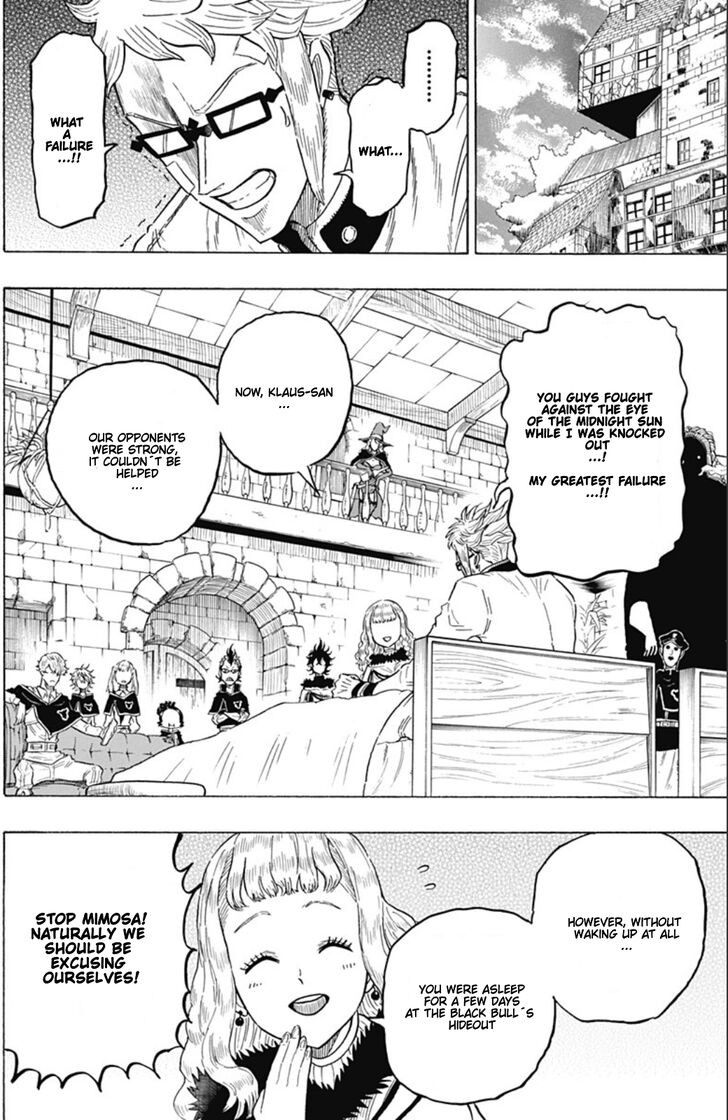 .........
WHAT...
WHAT
A
FAILURE
...!!
YOU GUYS FOUGHT
AGAINST THE EYE
OF THE MIDNIGHT SUN
WHILE I WAS KNOCKED
OUT
...!
MY GREATEST FAILURE
...!!
NOW, KLAUS-SAN
...
OUR OPPONENTS
WERE STRONG,
IT COULDN´T BE
HELPED
...
HOWEVER, WITHOUT
WAKING UP AT ALL
...
YOU WERE ASLEEP
FOR A FEW DAYS
AT THE BLACK BULL´S
HIDEOUT
STOP MIMOSA!
NATURALLY WE
SHOULD BE
EXCUSING
OURSELVES!